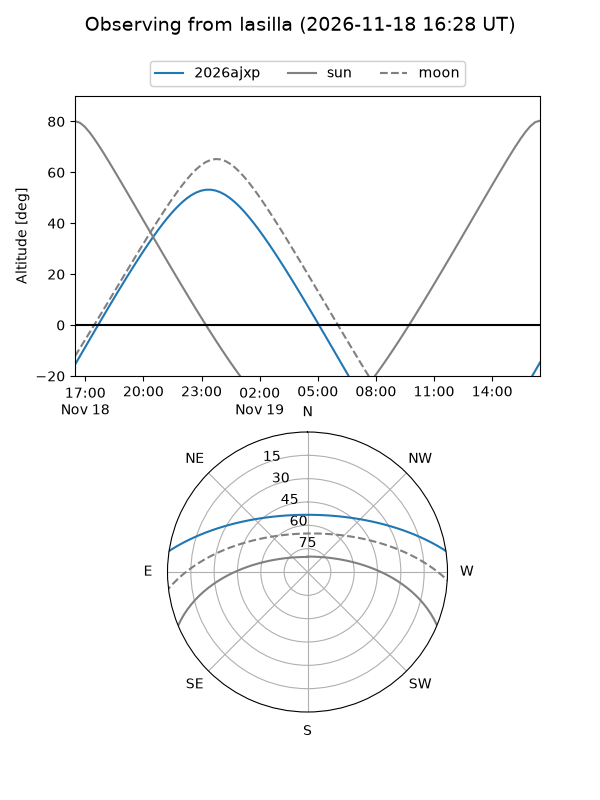 Observing from lasilla (2026-11-18 16:28 UT)
2026ajxp sun moon
80
60
40
20
0
−20
Altitude [deg]
17:00 20:00 23:00 02:00 05:00 08:00 11:00 14:00
Nov 18 Nov 19
N
NE NW
15
30
45
60
75
E W
SE SW
S